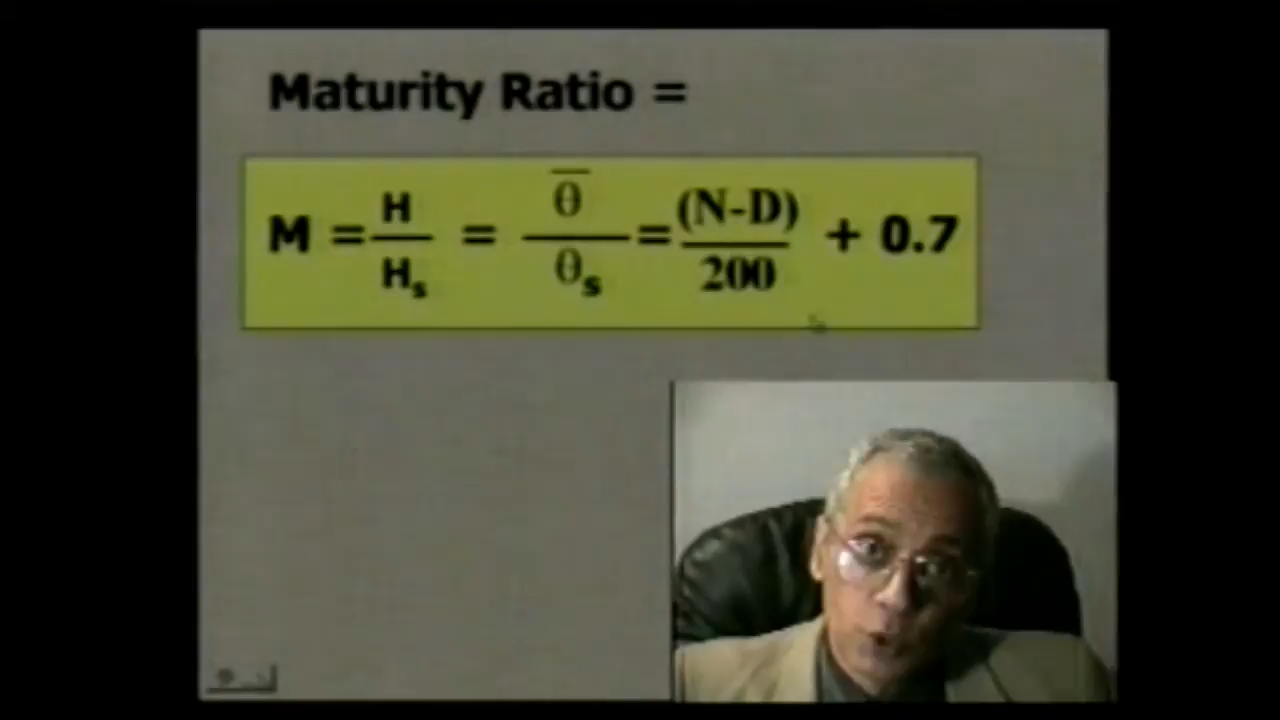 Maturity Ratio =
M = H/Hₛ = θ̅/θₛ = (N-D)/200 + 0.7